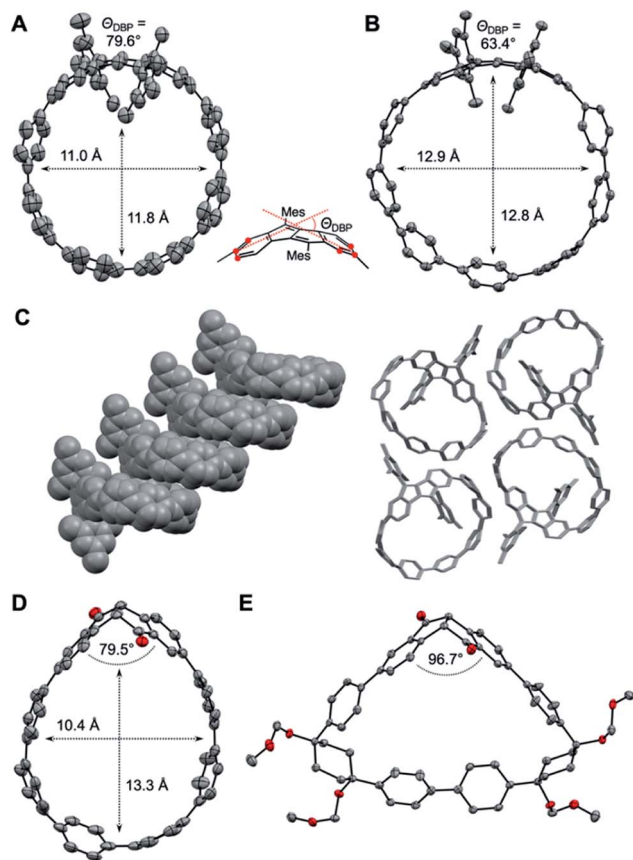 A
Θ_DBP =
79.6°
11.0 Å
11.8 Å
B
Θ_DBP =
63.4°
12.9 Å
12.8 Å
Mes
Θ_DBP
Mes
C
D
79.5°
10.4 Å
13.3 Å
E
96.7°